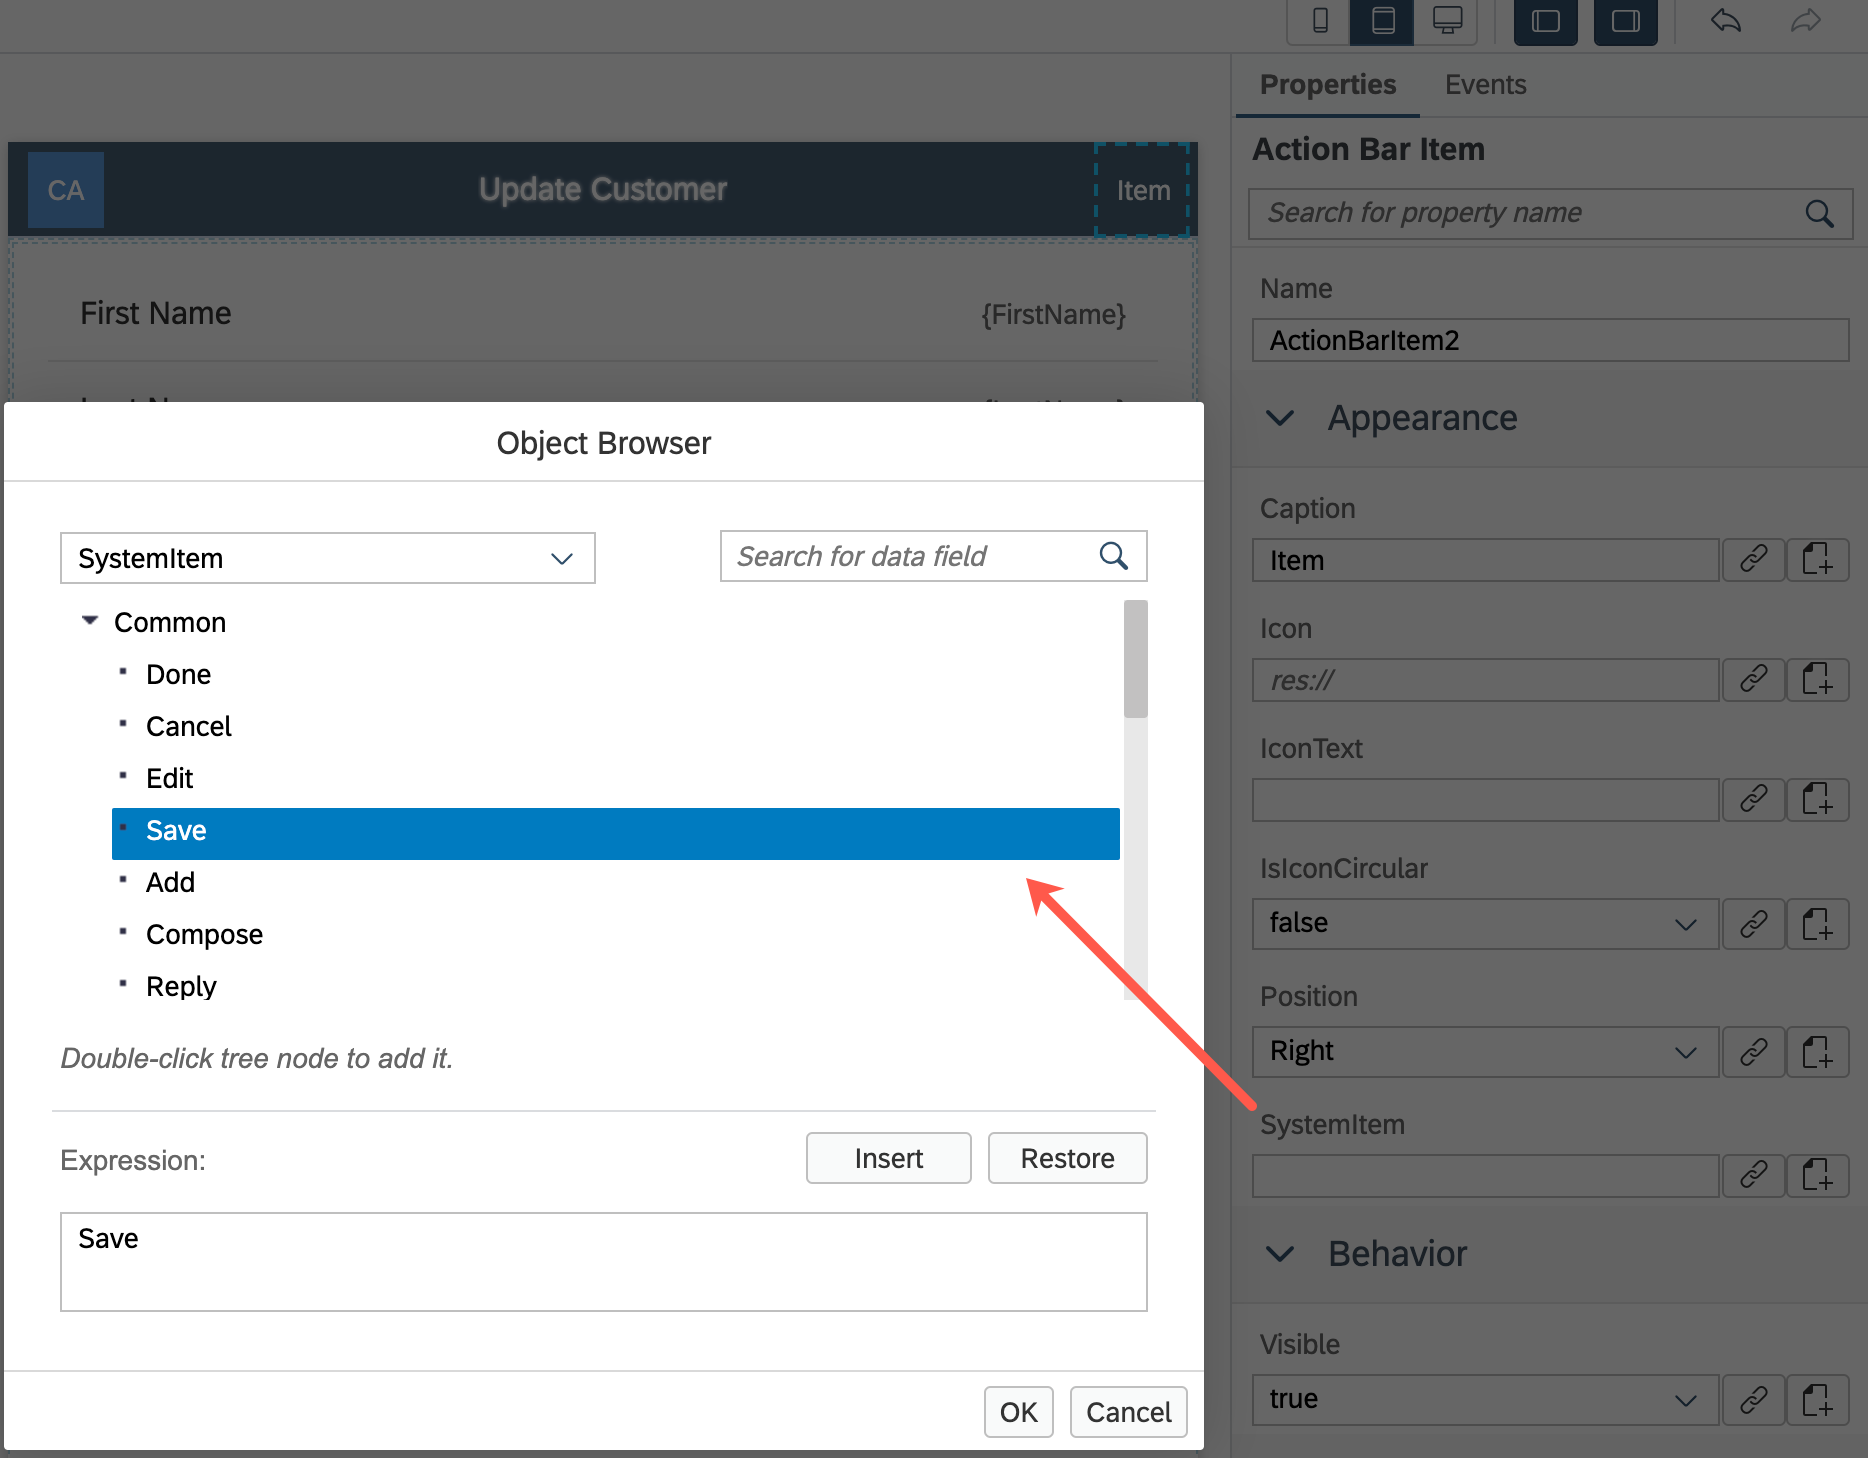 Properties Events
Action Bar Item
Search for property name
Name
ActionBarItem2
Appearance
Caption
Item
Icon
res://
IconText
IsIconCircular
false
Position
Right
SystemItem
Behavior
Visible
true
CA
Update Customer
Item
First Name
{FirstName}
Object Browser
SystemItem
Search for data field
Common
Done
Cancel
Edit
Save
Add
Compose
Reply
Double-click tree node to add it.
Expression:
Insert
Restore
Save
OK
Cancel